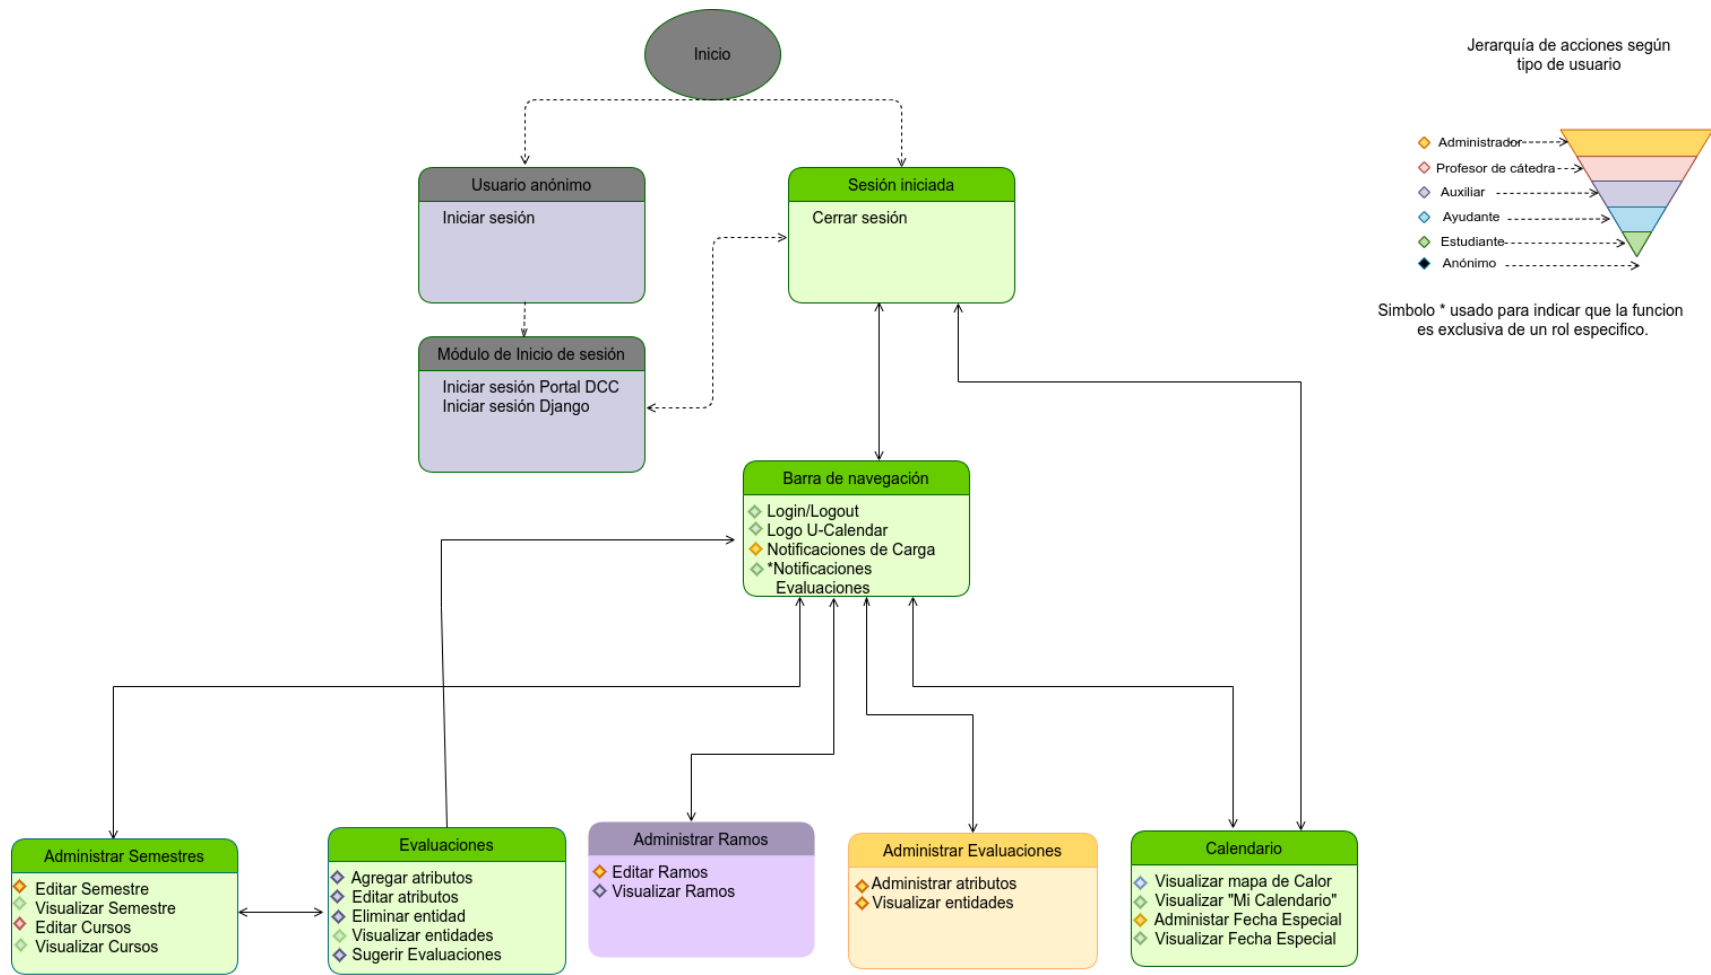 Inicio
Jerarquía de acciones según
tipo de usuario
Administrador
Profesor de cátedra
Auxiliar
Ayudante
Estudiante
Anónimo
Simbolo * usado para indicar que la funcion
es exclusiva de un rol especifico.
Usuario anónimo
Iniciar sesión
Sesión iniciada
Cerrar sesión
Módulo de Inicio de sesión
Iniciar sesión Portal DCC
Iniciar sesión Django
Barra de navegación
Login/Logout
Logo U-Calendar
Notificaciones de Carga
*Notificaciones
Evaluaciones
Administrar Semestres
Editar Semestre
Visualizar Semestre
Editar Cursos
Visualizar Cursos
Evaluaciones
Agregar atributos
Editar atributos
Eliminar entidad
Visualizar entidades
Sugerir Evaluaciones
Administrar Ramos
Editar Ramos
Visualizar Ramos
Administrar Evaluaciones
Administrar atributos
Visualizar entidades
Calendario
Visualizar mapa de Calor
Visualizar "Mi Calendario"
Administar Fecha Especial
Visualizar Fecha Especial